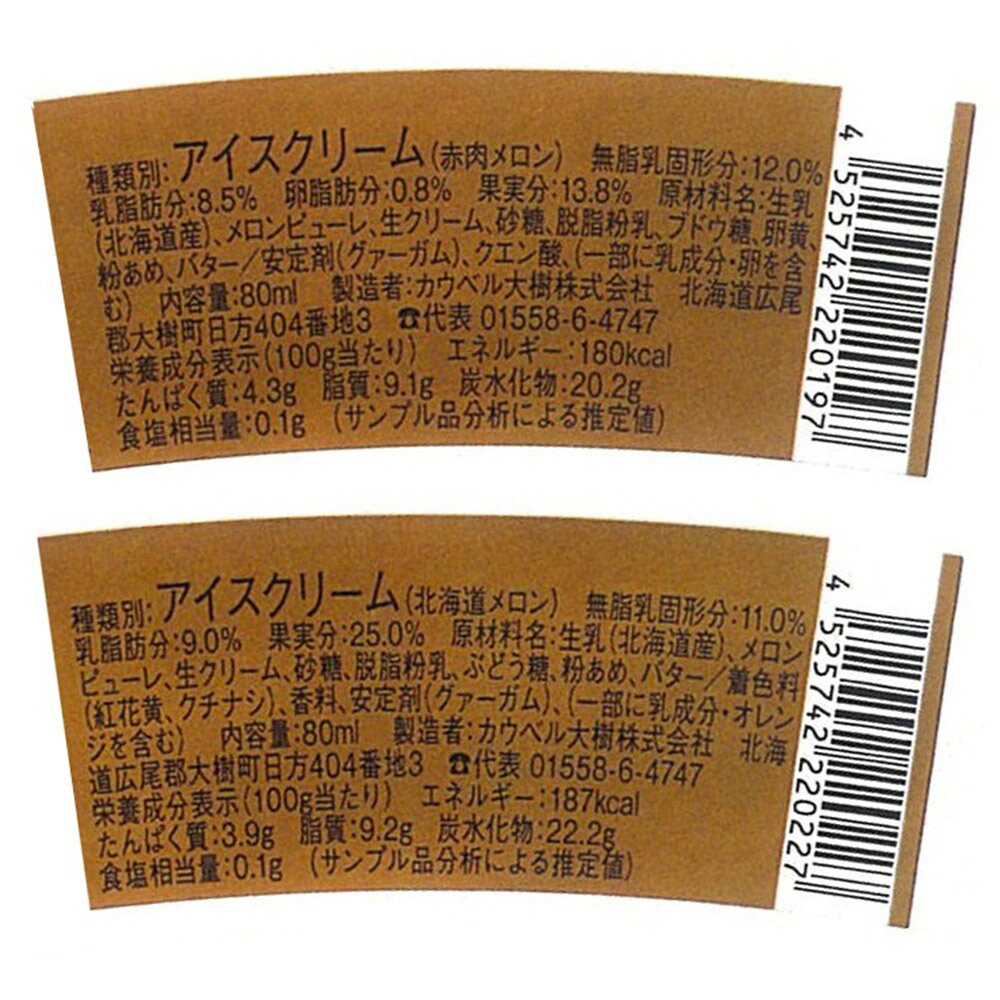 種類別:アイスクリーム(赤肉メロン) 無脂乳固形分:12.0%
乳脂肪分:8.5% 卵脂肪分:0.8% 果実分:13.8% 原材料名:生乳
(北海道産)、メロンピューレ、生クリーム、砂糖、脱脂粉乳、ブドウ糖、卵黄、
粉あめ、バター/安定剤(グァーガム)、クエン酸、(一部に乳成分・卵を含
む) 内容量:80ml 製造者:カウベル大樹株式会社 北海道広尾
郡大樹町日方404番地3 ☎代表 01558-6-4747
栄養成分表示(100g当たり) エネルギー:180kcal
たんぱく質:4.3g 脂質:9.1g 炭水化物:20.2g
食塩相当量:0.1g (サンプル品分析による推定値)
4 525742 220197
種類別:アイスクリーム(北海道メロン) 無脂乳固形分:11.0%
乳脂肪分:9.0% 果実分:25.0% 原材料名:生乳(北海道産)、メロン
ピューレ、生クリーム、砂糖、脱脂粉乳、ぶどう糖、粉あめ、バター/着色料
(紅花黄、クチナシ)、香料、安定剤(グァーガム)、(一部に乳成分・オレン
ジを含む) 内容量:80ml 製造者:カウベル大樹株式会社 北海
道広尾郡大樹町日方404番地3 ☎代表 01558-6-4747
栄養成分表示(100g当たり) エネルギー:187kcal
たんぱく質:3.9g 脂質:9.2g 炭水化物:22.2g
食塩相当量:0.1g (サンプル品分析による推定値)
4 525742 220227